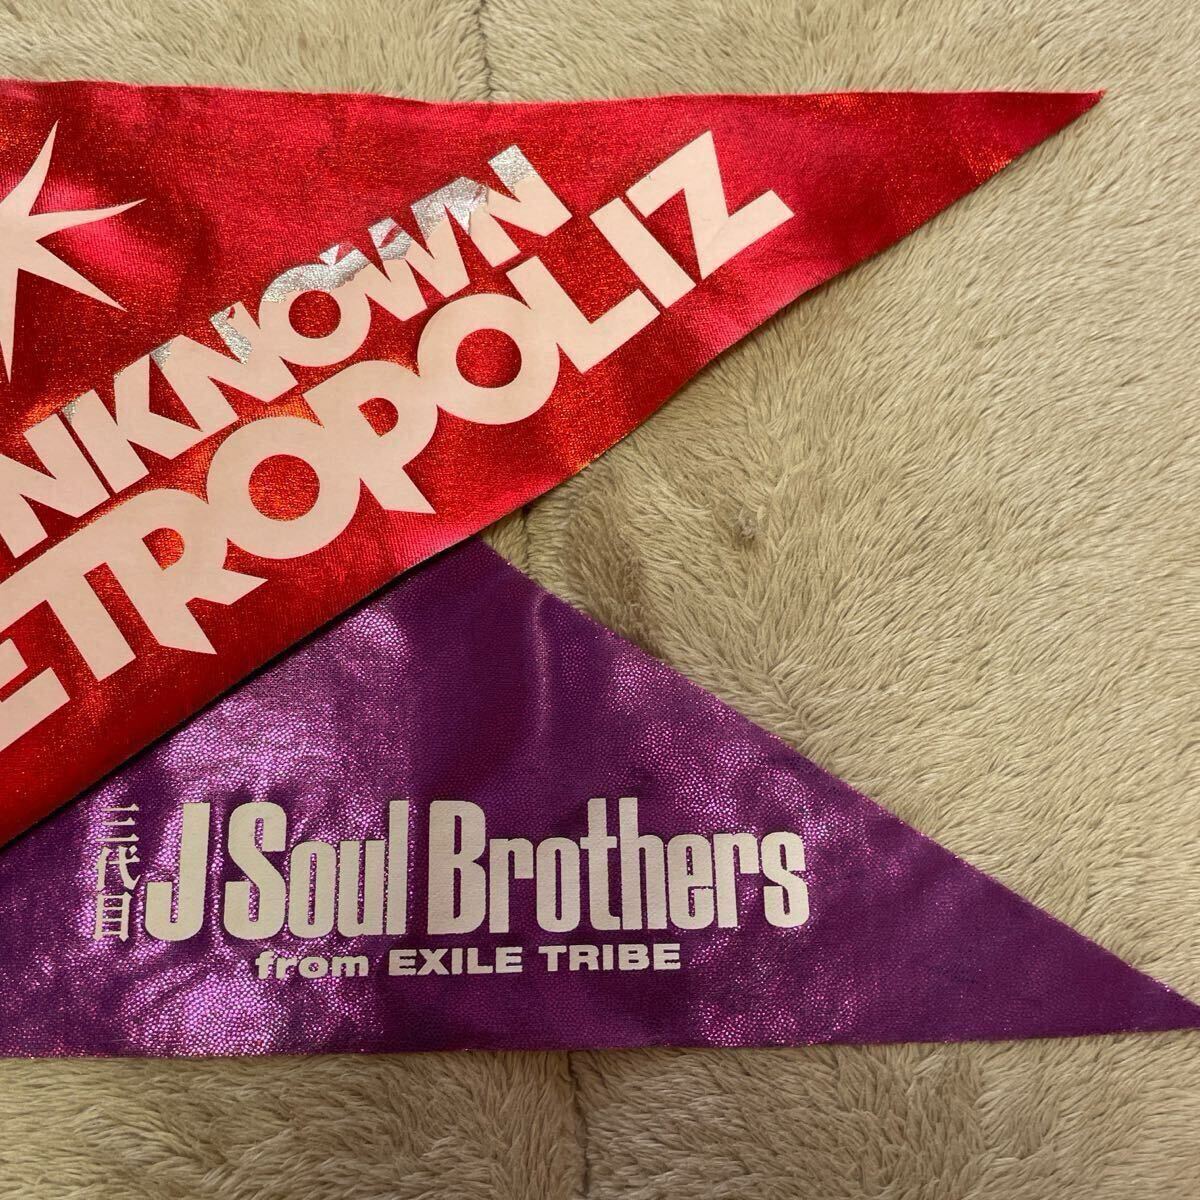 NKNOWN
ETROPOLIZ
三代目
J Soul Brothers
from EXILE TRIBE